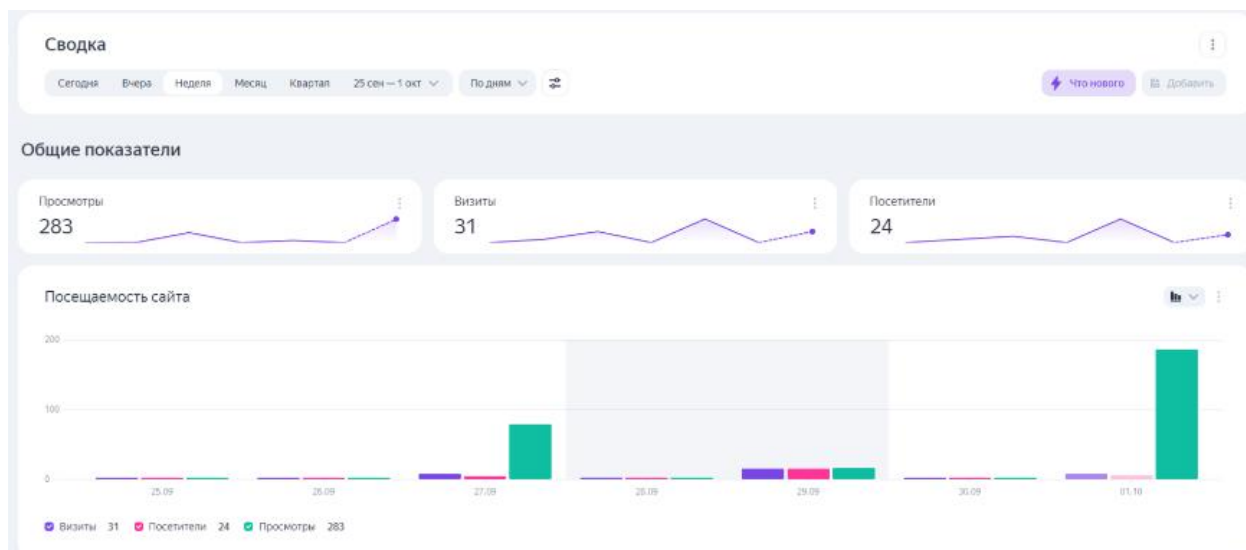 Сводка
Сегодня Вчера Неделя Месяц Квартал 25 сен — 1 окт По дням Что нового Добавить
Общие показатели
Просмотры
283
Визиты
31
Посетители
24
Посещаемость сайта
200
100
0
25.09 26.09 27.09 28.09 29.09 30.09 01.10
Визиты 31 Посетители 24 Просмотры 283